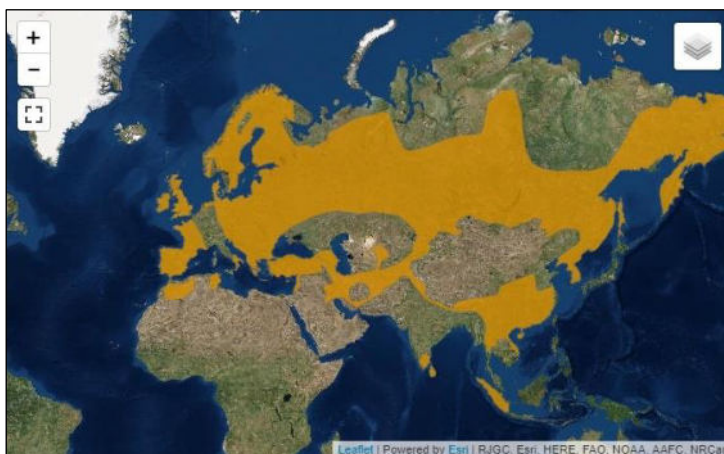 +
−
Leaflet | Powered by Esri | RJGC, Esri, HERE, FAO, NOAA, AAFC, NRCa